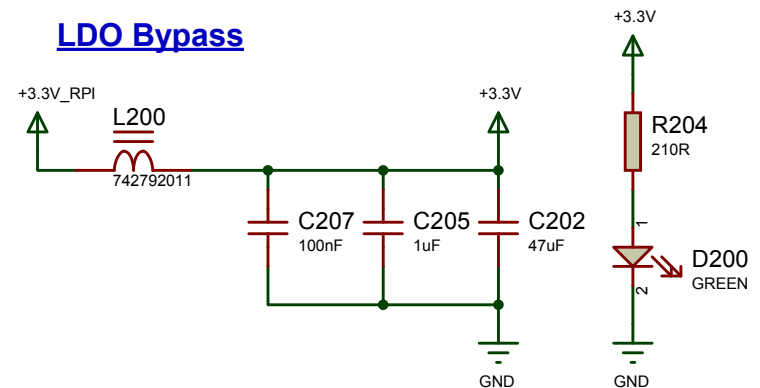 LDO Bypass
+3.3V_RPI
L200
742792011
+3.3V
C207
100nF
C205
1uF
C202
47uF
GND
+3.3V
R204
210R
1
D200
GREEN
2
GND